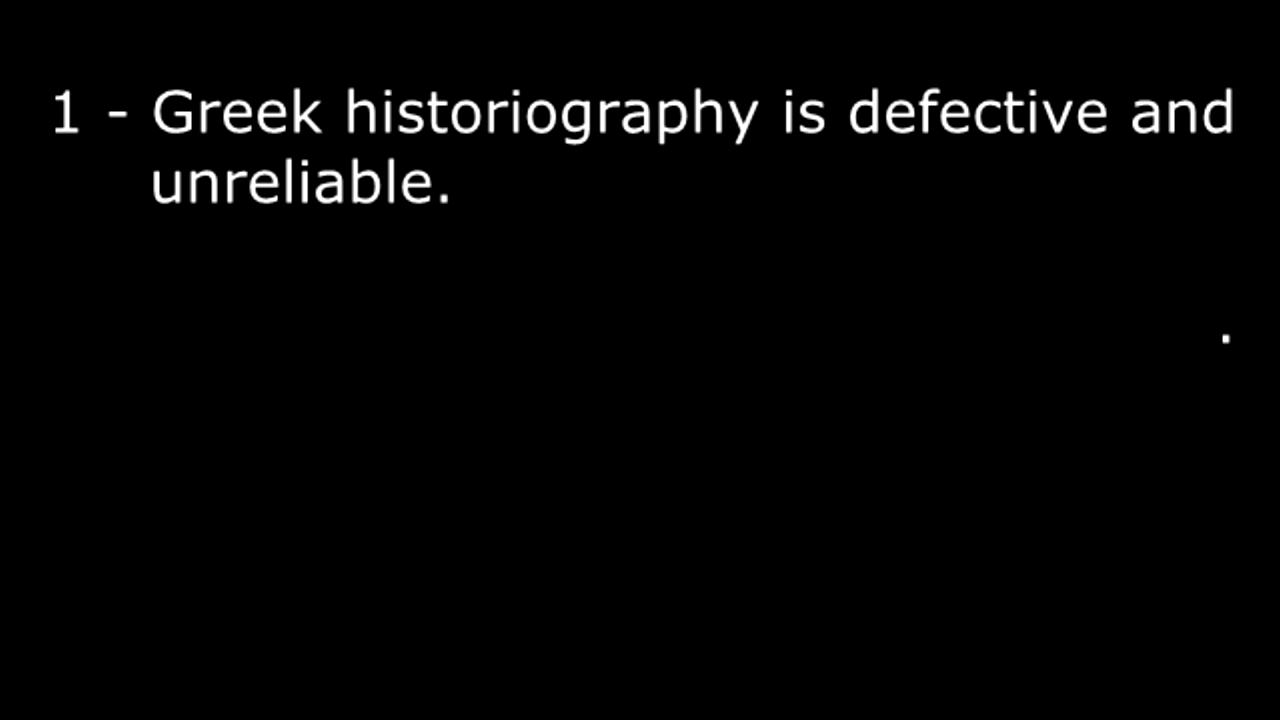 1 - Greek historiography is defective and
unreliable.
.